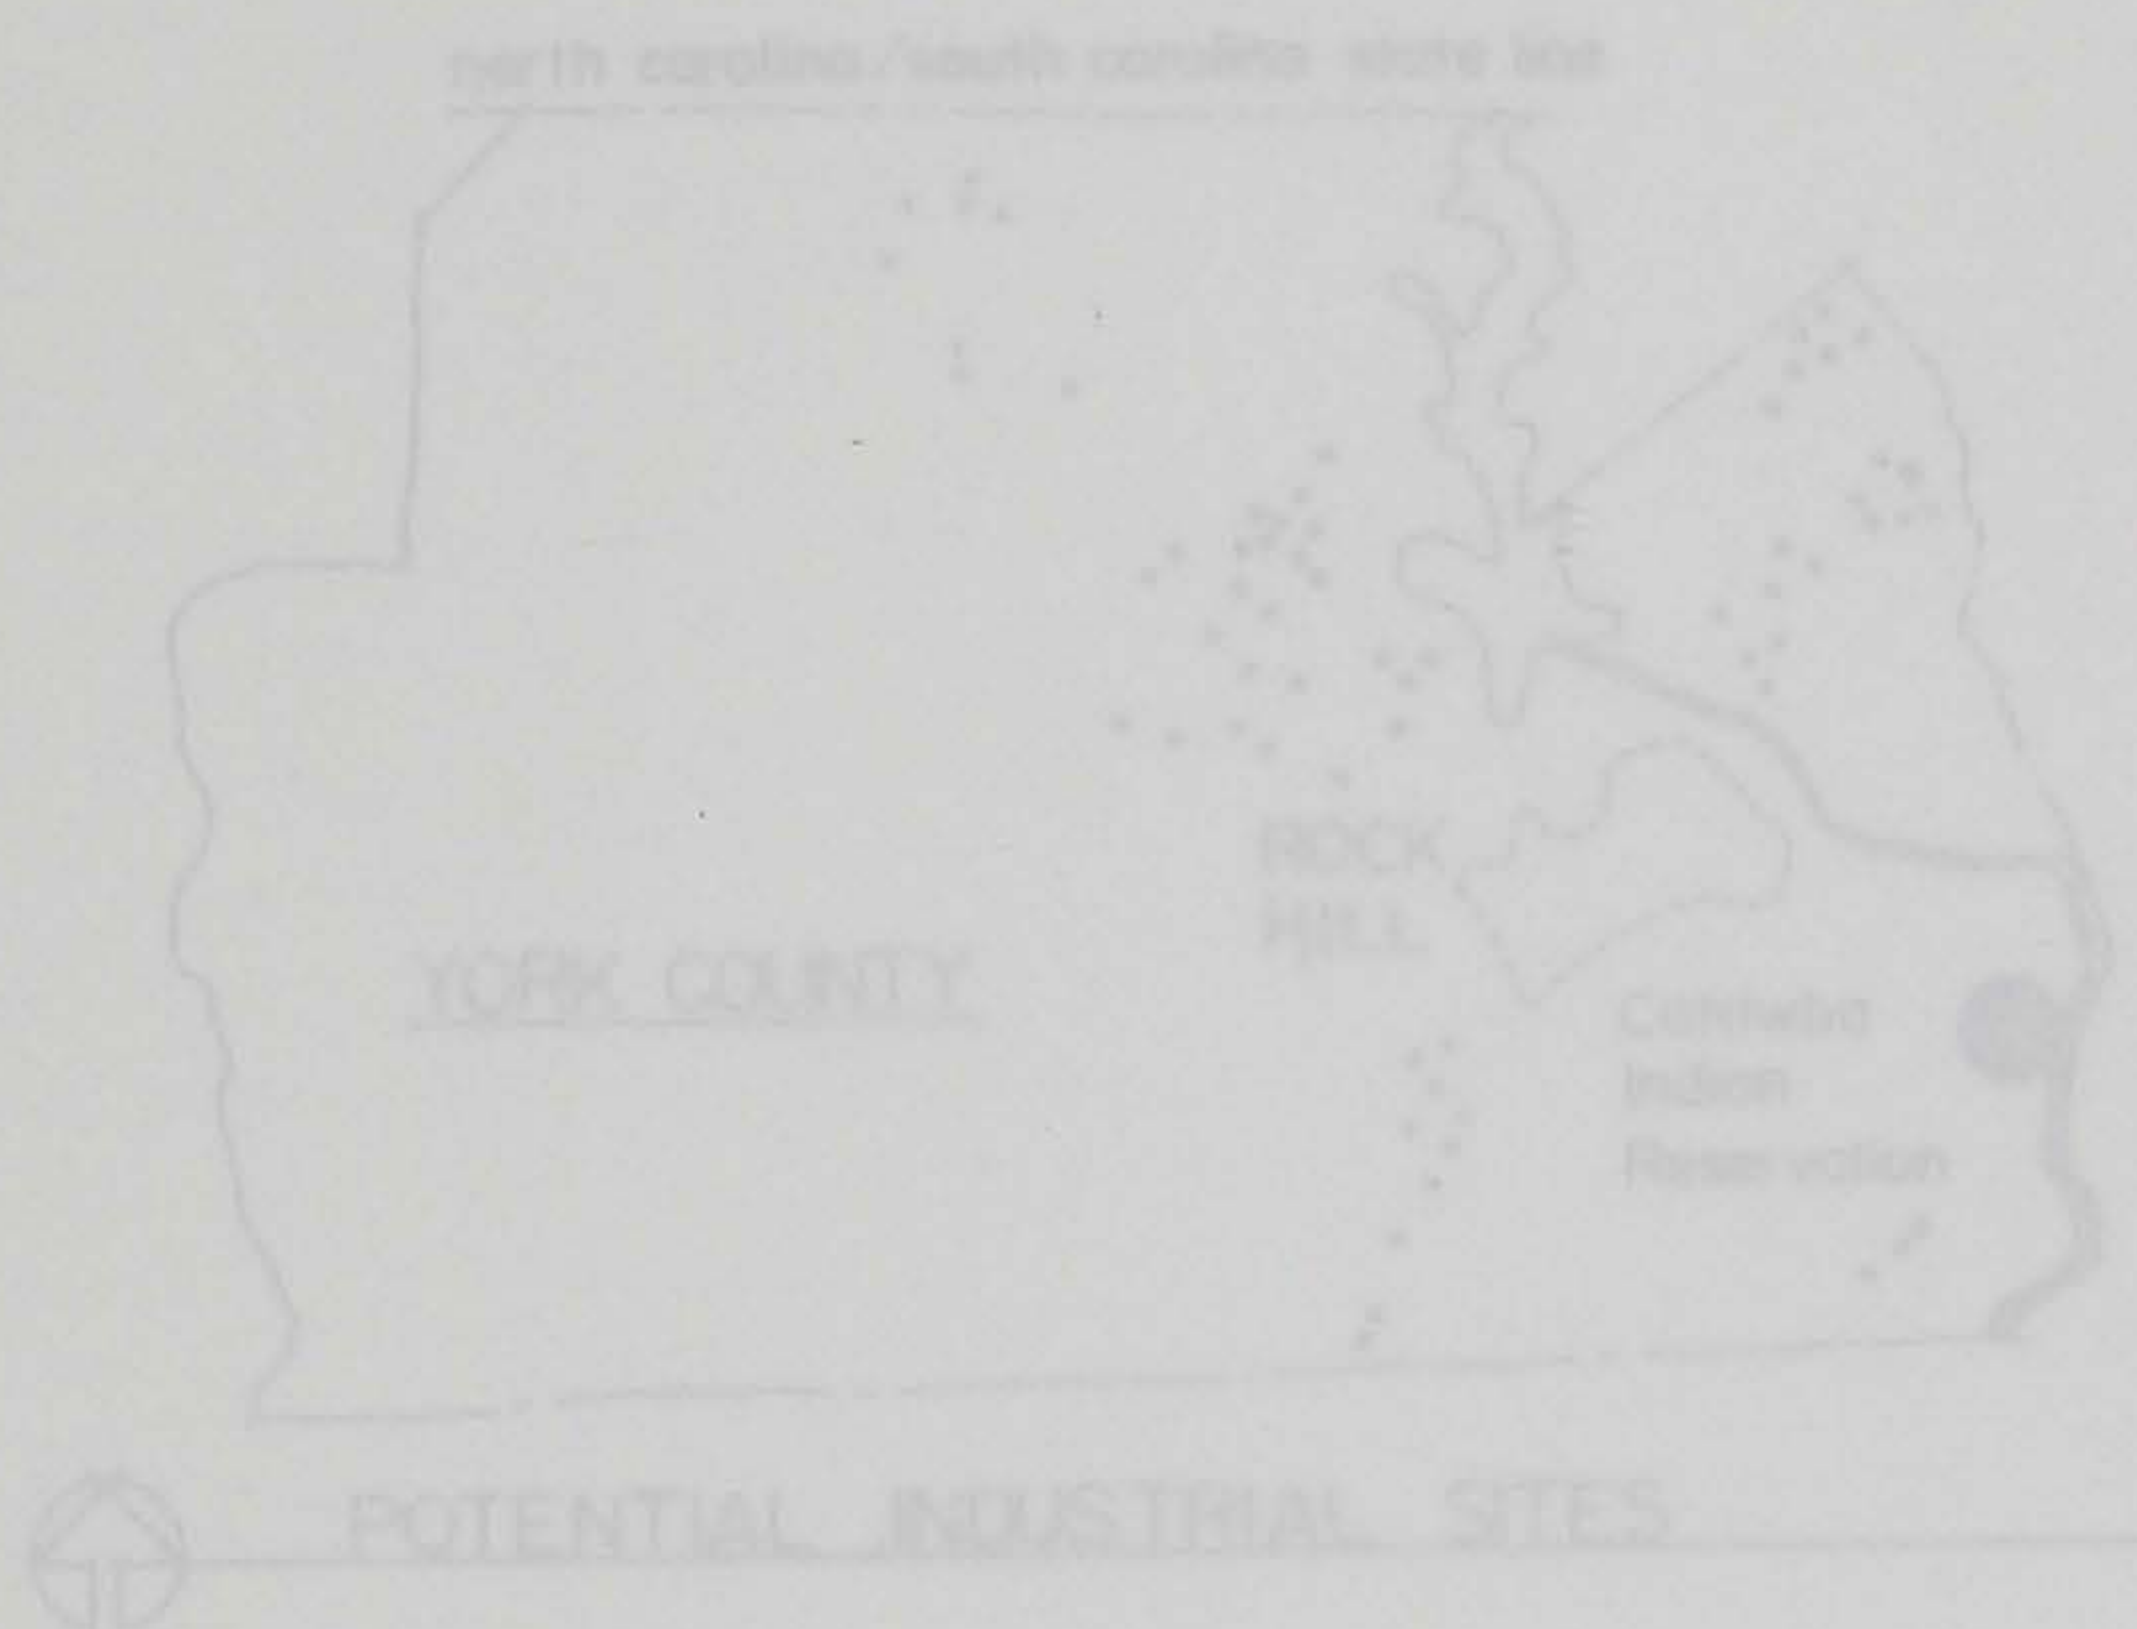 north carolina/south carolina state line
ROCK
HILL
YORK COUNTY
Catawba
Indian
Reservation
POTENTIAL INDUSTRIAL SITES